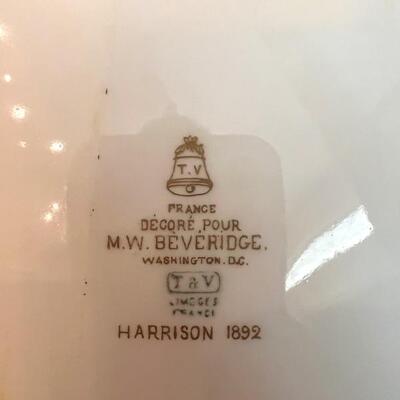 T.V
FRANCE
DÉCORÉ POUR
M.W. BEVERIDGE.
WASHINGTON. D.C.
T & V
LIMOGES
FRANCE
HARRISON 1892